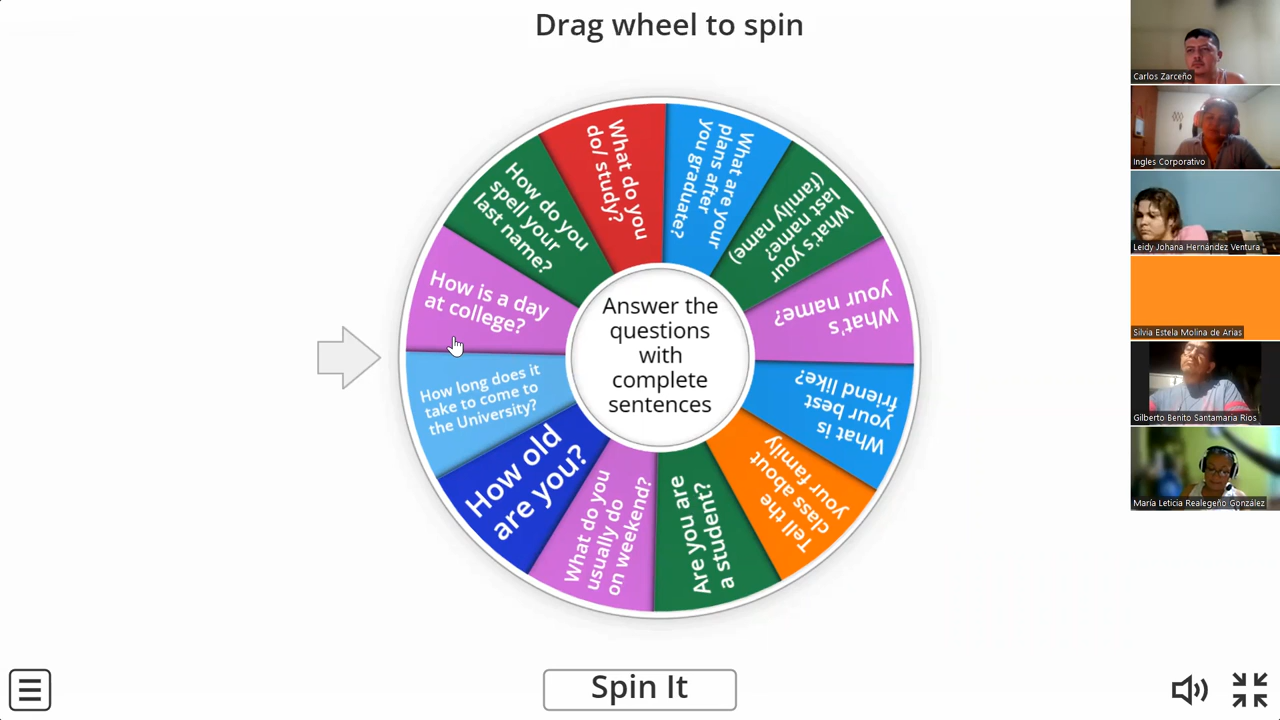 Drag wheel to spin
What do you
do/ study?
What are your
plans after
you graduate?
What's your
last name?
(family name)
What's
your name?
What is
your best
friend like?
Tell the
class about
your family
Are you are
a student?
What do you
usually do
on weekend?
How old
are you?
How long does it
take to come to
the University?
How is a day
at college?
How do you
spell your
last name?
Answer the
questions
with
complete
sentences
Spin It
Carlos Zarceño
Ingles Corporativo
Leidy Johana Hernández Ventura
Silvia Estela Molina de Arias
Gilberto Benito Santamaria Rios
María Leticia Realegeño González